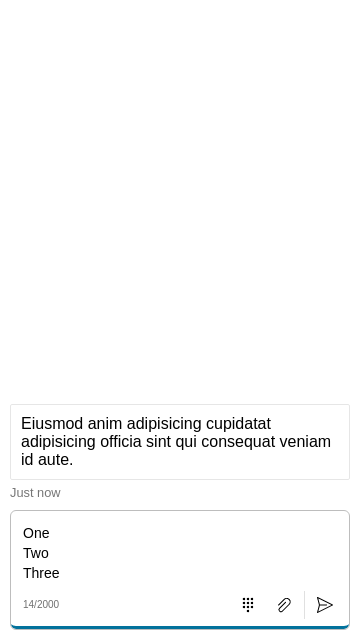 Eiusmod anim adipisicing cupidatat
adipisicing officia sint qui consequat veniam
id aute.
Just now
One
Two
Three
14/2000